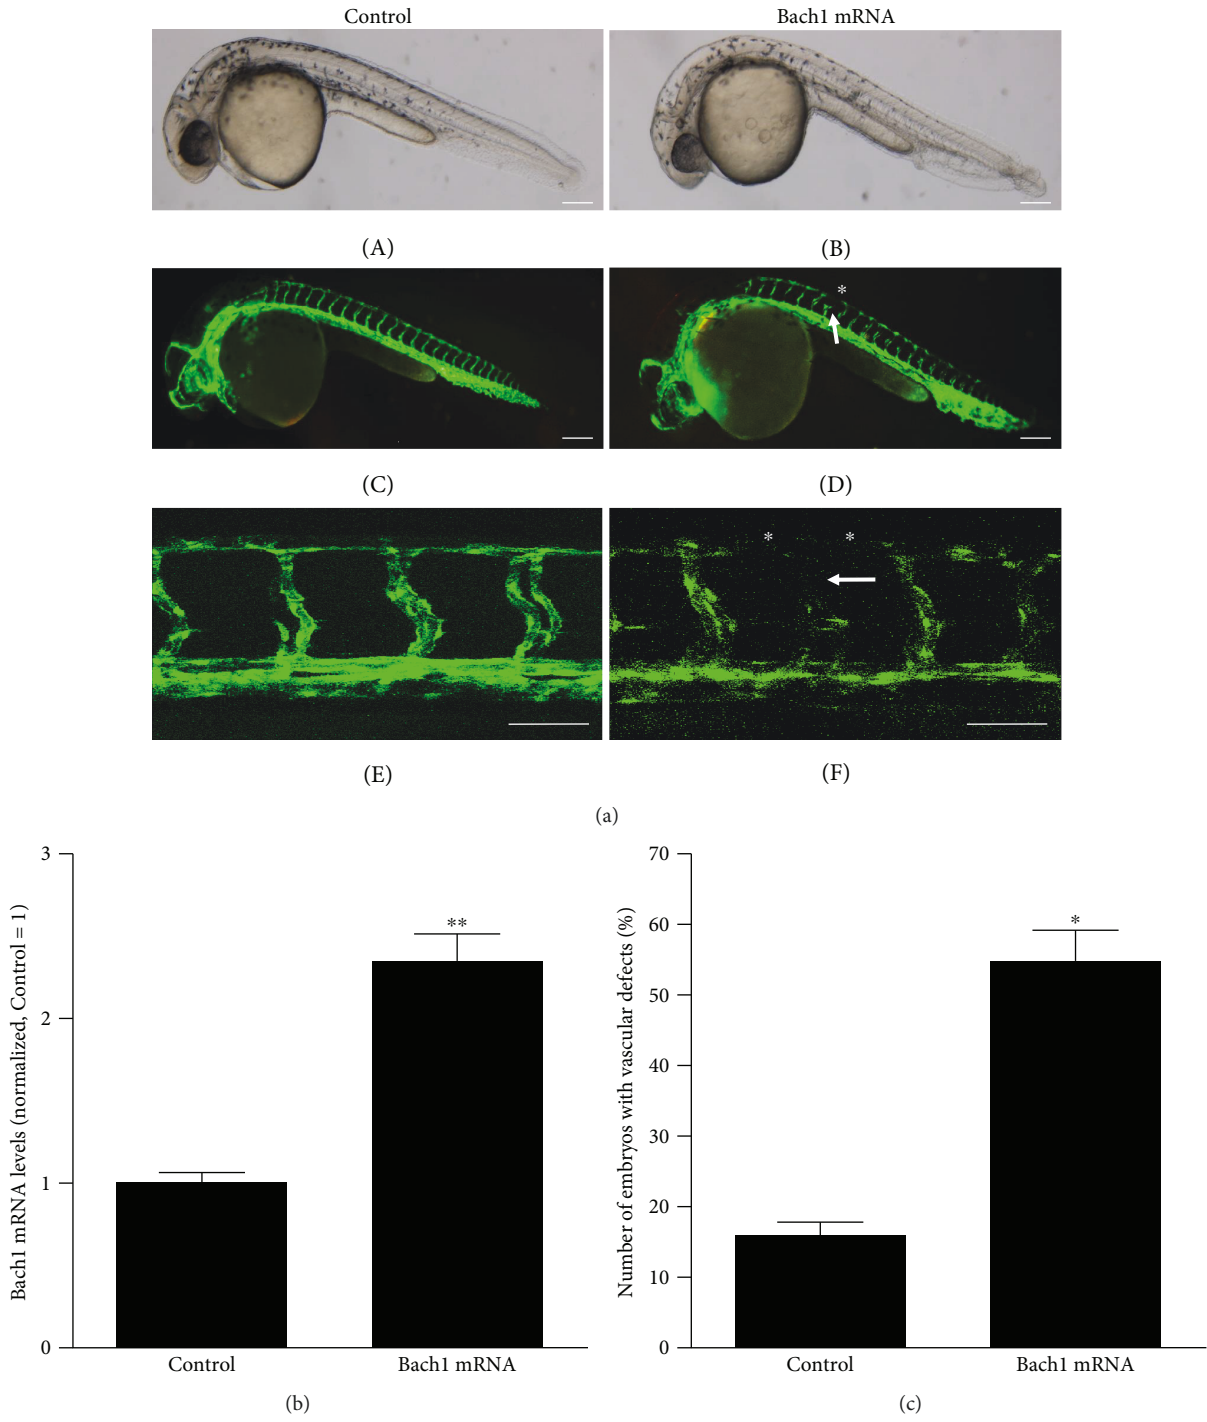 Control
Bach1 mRNA
(A)
(B)
*
(C)
(D)
* *
(E)
(F)
(a)
Bach1 mRNA levels (normalized, Control = 1)
3
2
1
0
**
Control
Bach1 mRNA
(b)
Number of embryos with vascular defects (%)
70
60
50
40
30
20
10
0
*
Control
Bach1 mRNA
(c)